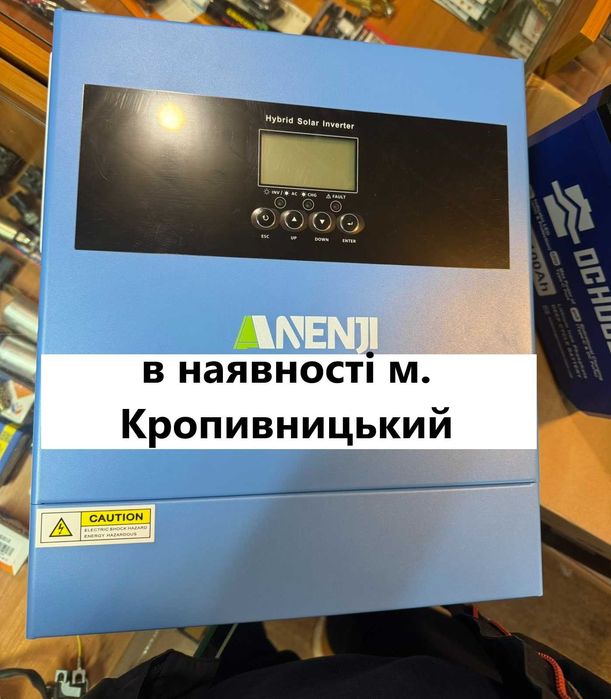 Hybrid Solar Inverter
INV / AC CHG FAULT
ESC UP DOWN ENTER
ANENJI
в наявності м.
Кропивницький
CAUTION
ELECTRIC SHOCK HAZARD
ENERGY HAZARDOUS
100Ah